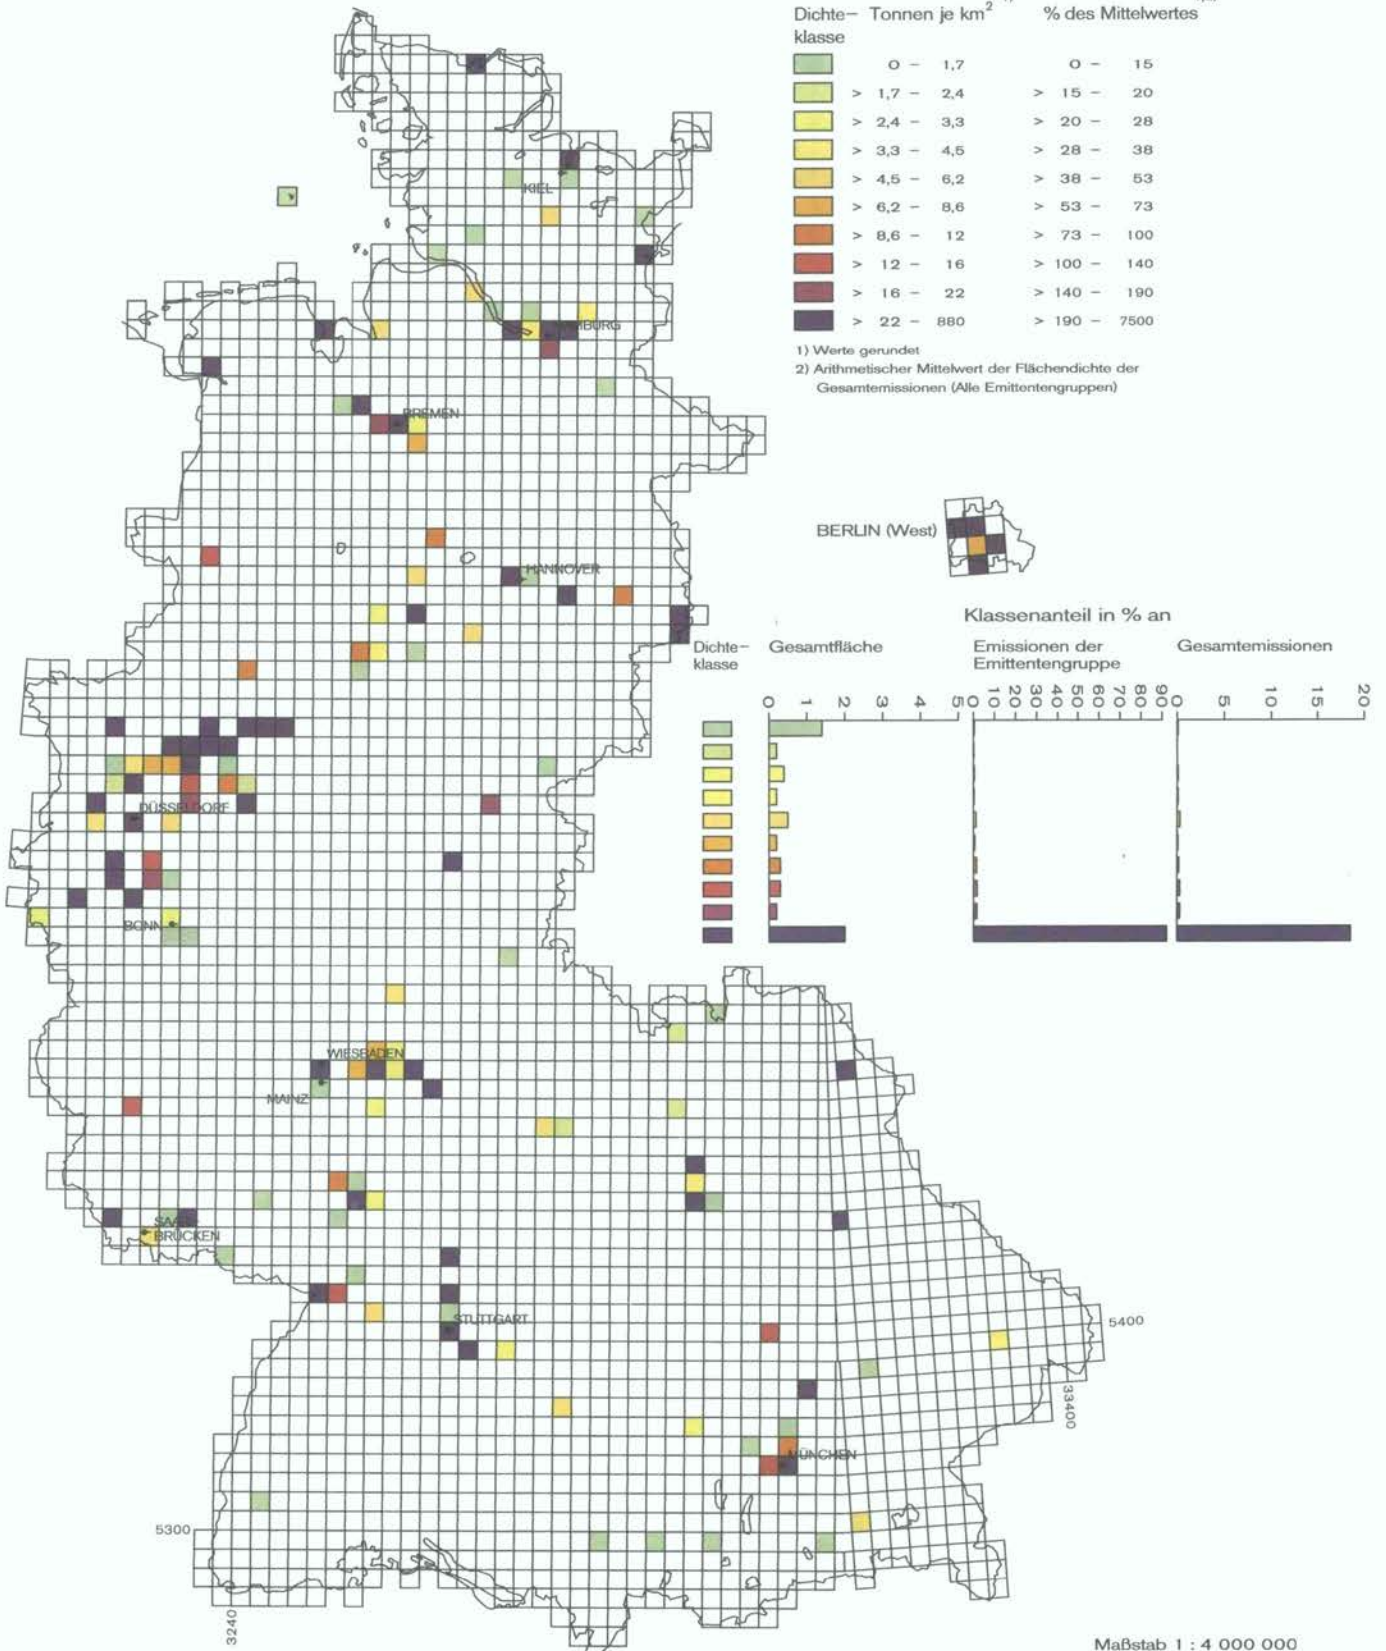 Dichte- Tonnen je km² % des Mittelwertes
klasse
0 - 1,7 0 - 15
> 1,7 - 2,4 > 15 - 20
> 2,4 - 3,3 > 20 - 28
> 3,3 - 4,5 > 28 - 38
> 4,5 - 6,2 > 38 - 53
> 6,2 - 8,6 > 53 - 73
> 8,6 - 12 > 73 - 100
> 12 - 16 > 100 - 140
> 16 - 22 > 140 - 190
> 22 - 880 > 190 - 7500
1) Werte gerundet
2) Arithmetischer Mittelwert der Flächendichte der
Gesamtemissionen (Alle Emittentengruppen)
KIEL
HAMBURG
BREMEN
BERLIN (West)
HANNOVER
Klassenanteil in % an
Dichte- Gesamtfläche Emissionen der Gesamtemissionen
klasse Emittentengruppe
0 1 2 3 4 5 0 10 20 30 40 50 60 70 80 90 0 5 10 15 20
DÜSSELDORF
BONN
WIESBADEN
MAINZ
SAAR-
BRÜCKEN
STUTTGART
5400
33400
MÜNCHEN
5300
3240
Maßstab 1 : 4 000 000